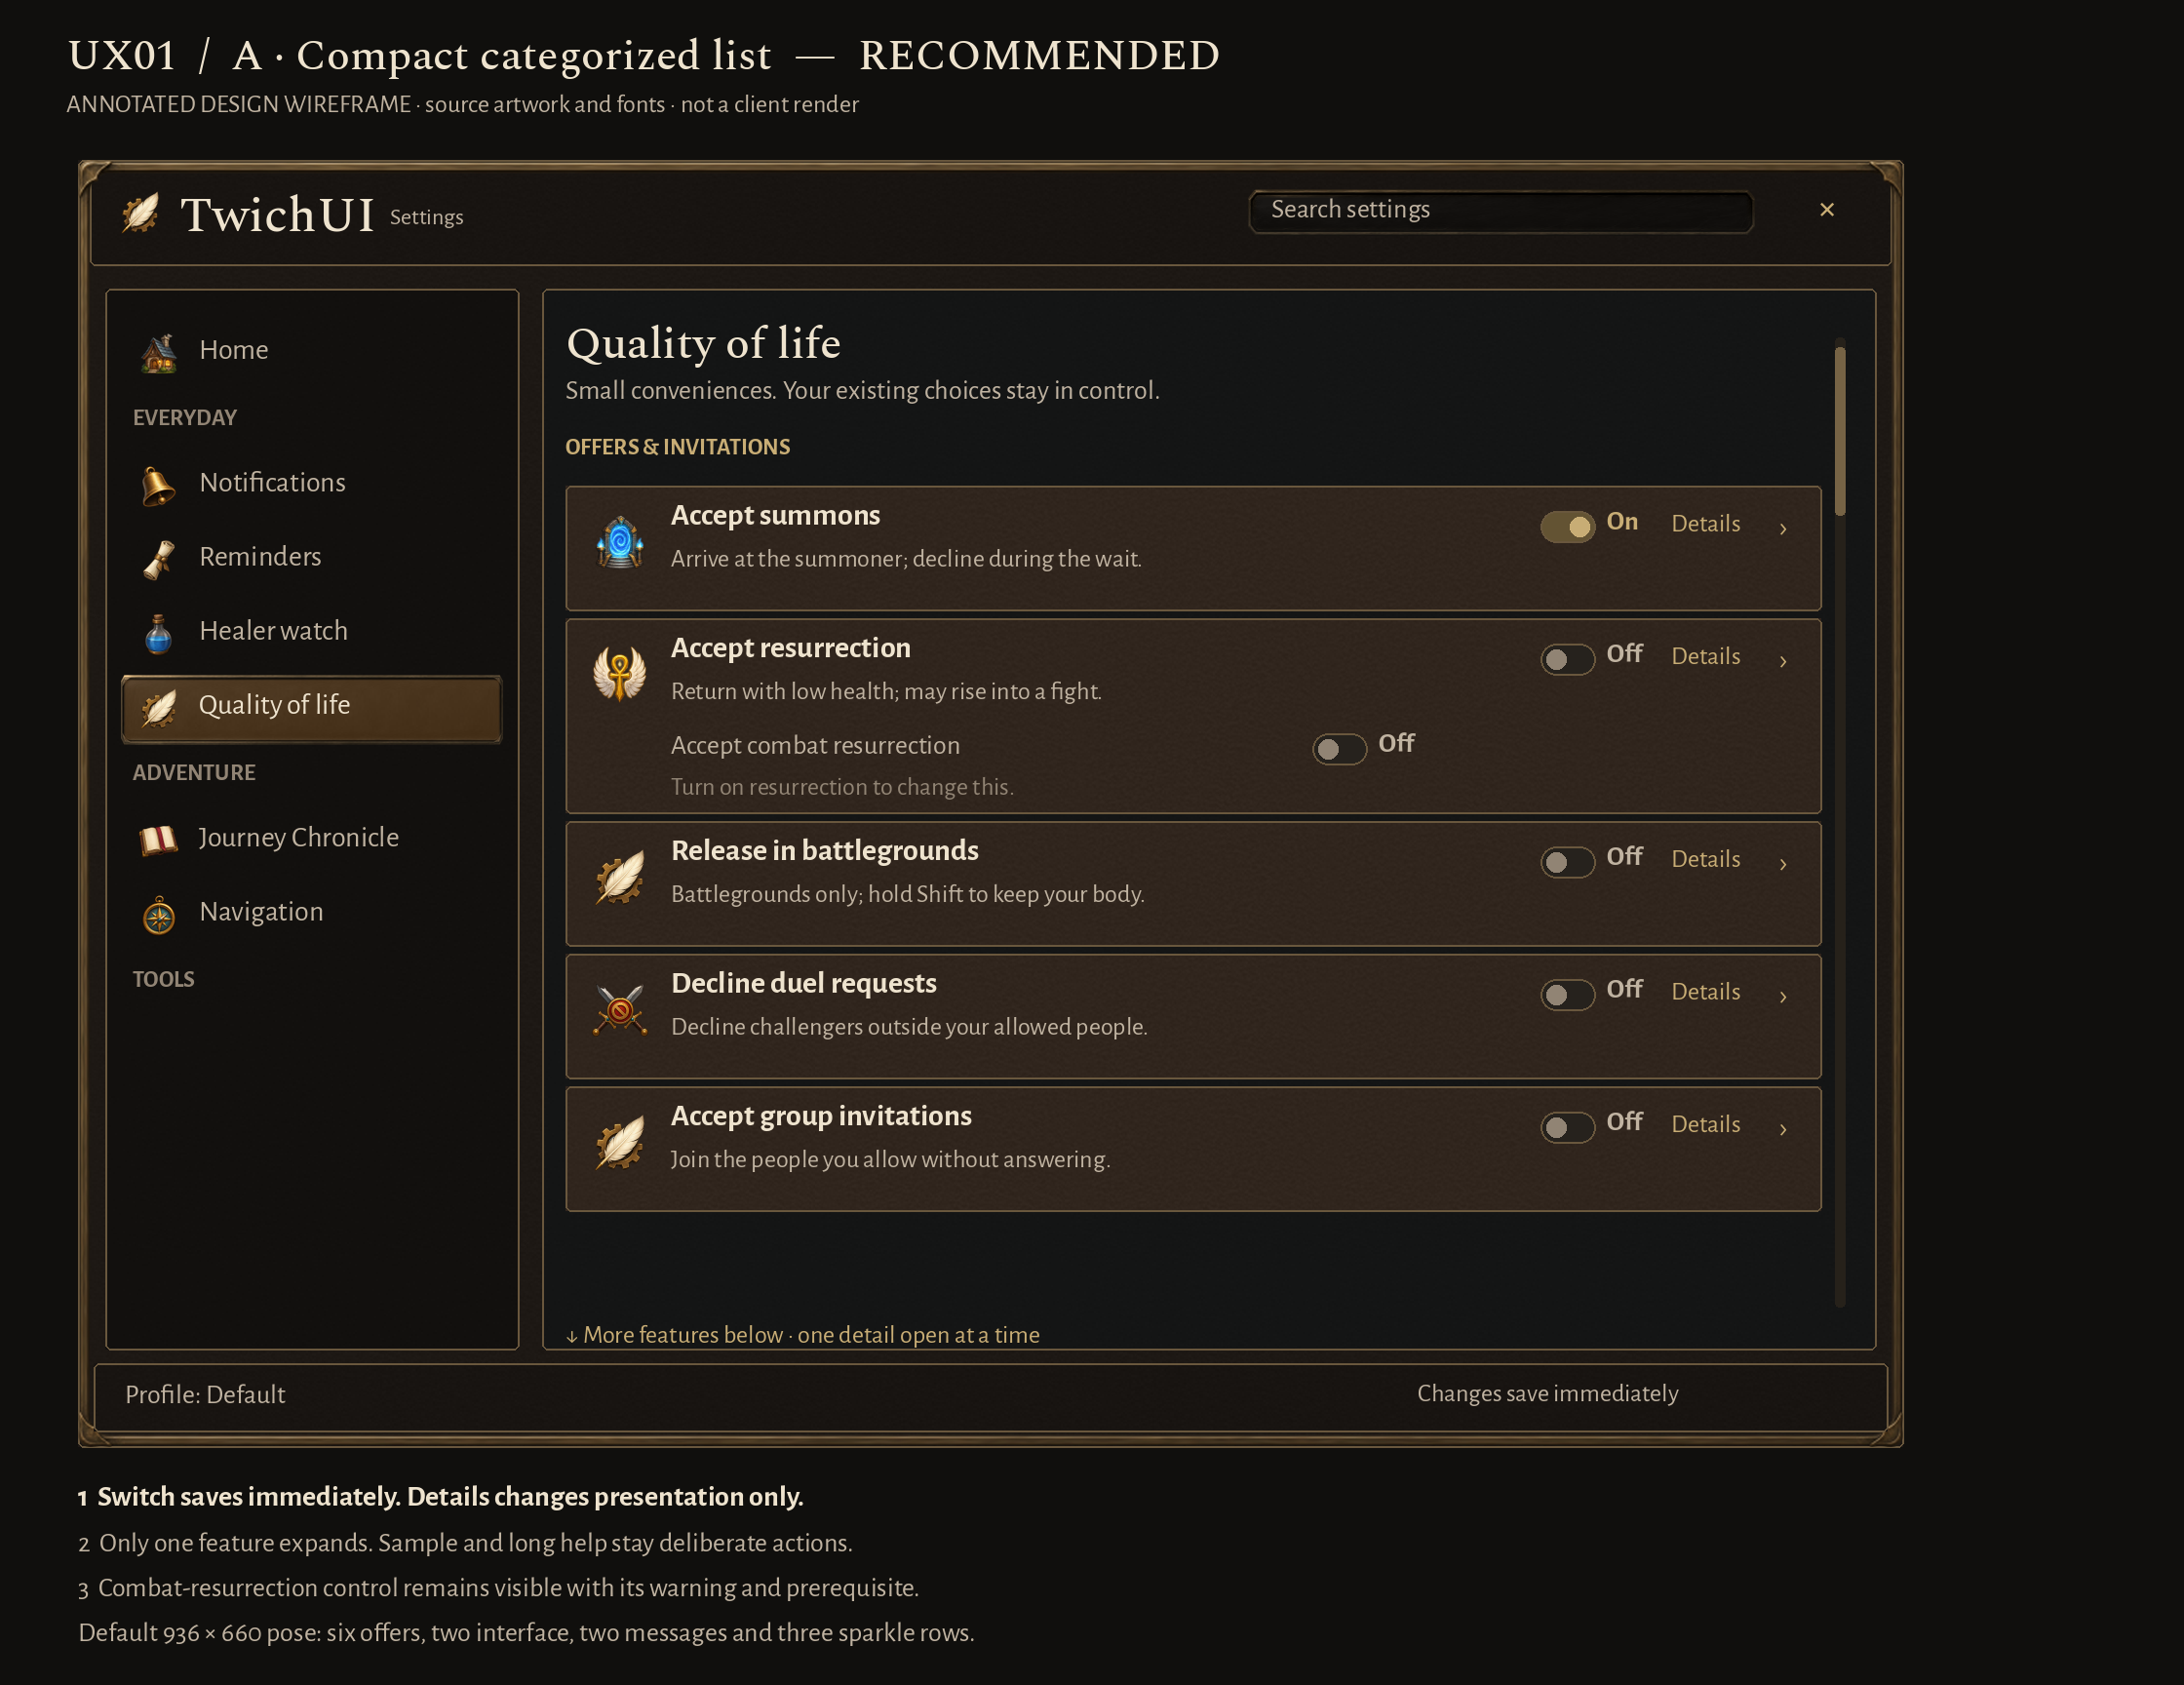 UX01 / A · Compact categorized list — RECOMMENDED
ANNOTATED DESIGN WIREFRAME · source artwork and fonts · not a client render
TwichUI Settings
Search settings
×
Home
EVERYDAY
Notifications
Reminders
Healer watch
Quality of life
ADVENTURE
Journey Chronicle
Navigation
TOOLS
Quality of life
Small conveniences. Your existing choices stay in control.
OFFERS & INVITATIONS
Accept summons
On Details ›
Arrive at the summoner; decline during the wait.
Accept resurrection
Off Details ›
Return with low health; may rise into a fight.
Accept combat resurrection
Off
Turn on resurrection to change this.
Release in battlegrounds
Off Details ›
Battlegrounds only; hold Shift to keep your body.
Decline duel requests
Off Details ›
Decline challengers outside your allowed people.
Accept group invitations
Off Details ›
Join the people you allow without answering.
↓ More features below · one detail open at a time
Profile: Default
Changes save immediately
1 Switch saves immediately. Details changes presentation only.
2 Only one feature expands. Sample and long help stay deliberate actions.
3 Combat-resurrection control remains visible with its warning and prerequisite.
Default 936 × 660 pose: six offers, two interface, two messages and three sparkle rows.